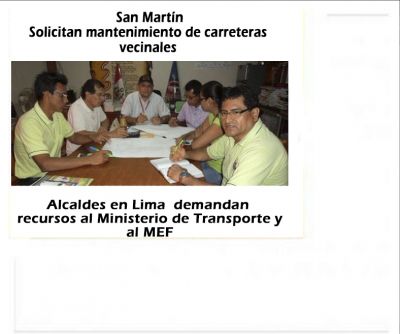 San Martín
Solicitan mantenimiento de carreteras
vecinales
Alcaldes en Lima demandan
recursos al Ministerio de Transporte y
al MEF